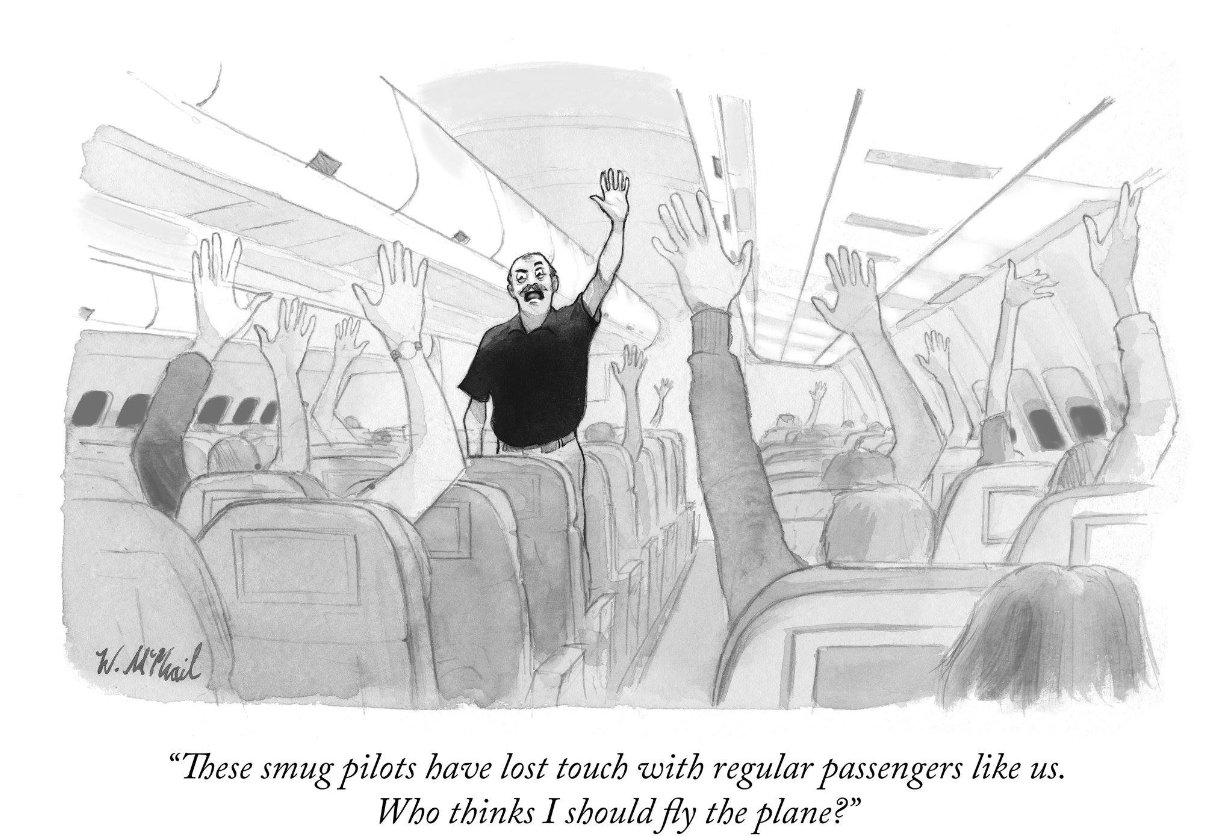 W. McPhail
“These smug pilots have lost touch with regular passengers like us.
Who thinks I should fly the plane?”